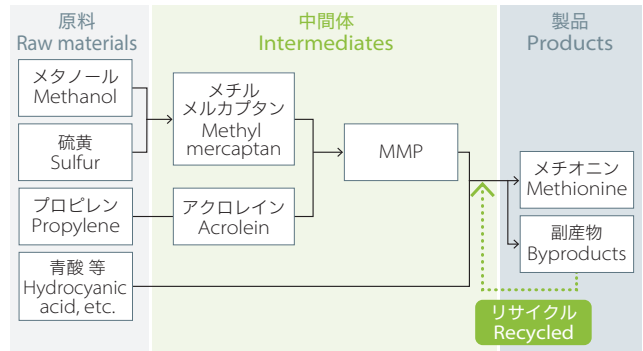 原料
Raw materials
中間体
Intermediates
製品
Products
メタノール
Methanol
硫黄
Sulfur
プロピレン
Propylene
青酸 等
Hydrocyanic
acid, etc.
メチル
メルカプタン
Methyl
mercaptan
アクロレイン
Acrolein
MMP
メチオニン
Methionine
副産物
Byproducts
リサイクル
Recycled